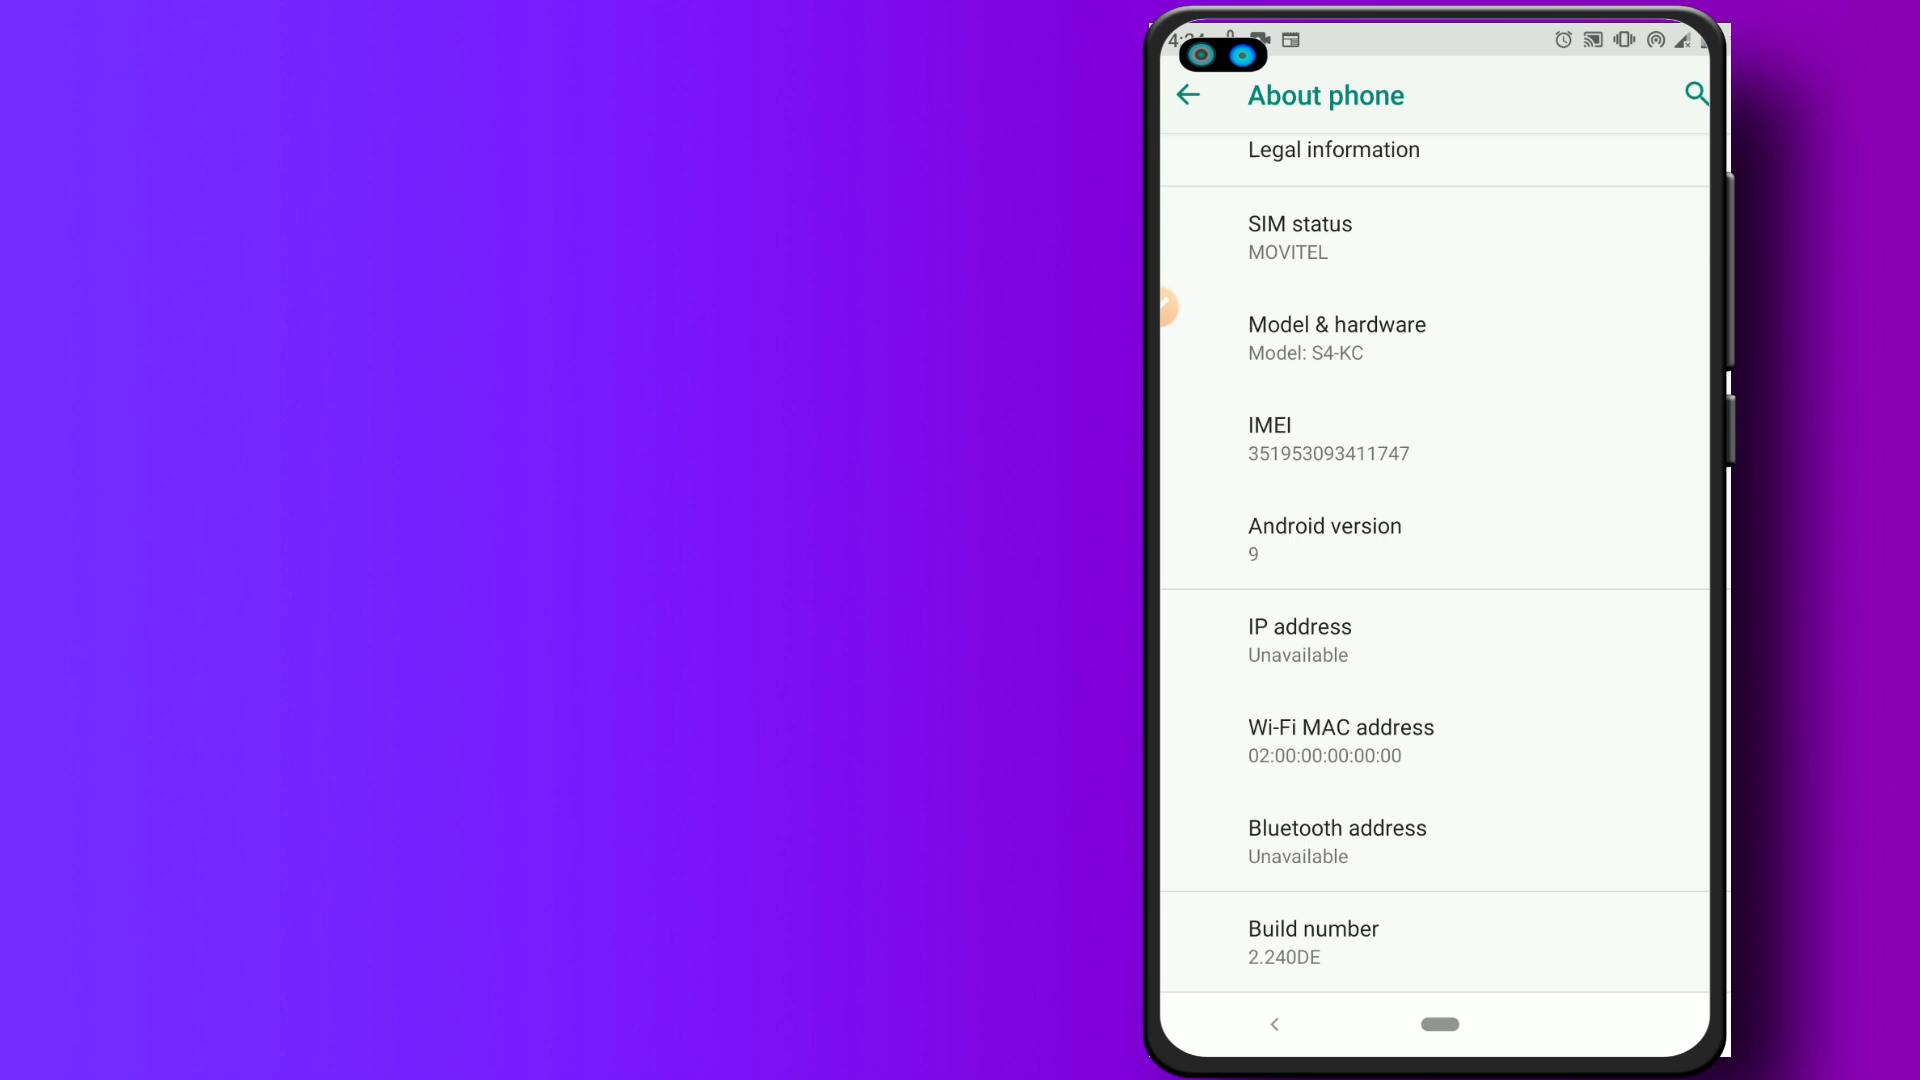 About phone
Legal information
SIM status
MOVITEL
Model & hardware
Model: S4-KC
IMEI
351953093411747
Android version
9
IP address
Unavailable
Wi-Fi MAC address
02:00:00:00:00:00
Bluetooth address
Unavailable
Build number
2.240DE